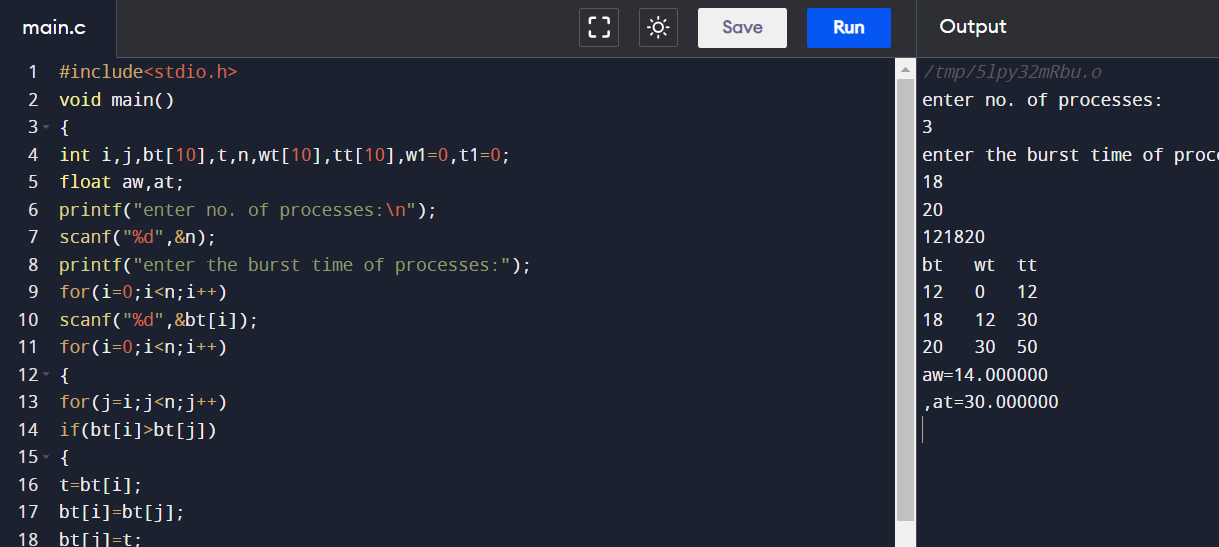 main.c
Save
Run
Output
1 #include<stdio.h>
2 void main()
3 {
4 int i,j,bt[10],t,n,wt[10],tt[10],w1=0,t1=0;
5 float aw,at;
6 printf("enter no. of processes:\n");
7 scanf("%d",&n);
8 printf("enter the burst time of processes:");
9 for(i=0;i<n;i++)
10 scanf("%d",&bt[i]);
11 for(i=0;i<n;i++)
12 {
13 for(j=i;j<n;j++)
14 if(bt[i]>bt[j])
15 {
16 t=bt[i];
17 bt[i]=bt[j];
18 bt[j]=t;
/tmp/5lpy32mRbu.o
enter no. of processes:
3
enter the burst time of proc
18
20
121820
bt wt tt
12 0 12
18 12 30
20 30 50
aw=14.000000
,at=30.000000